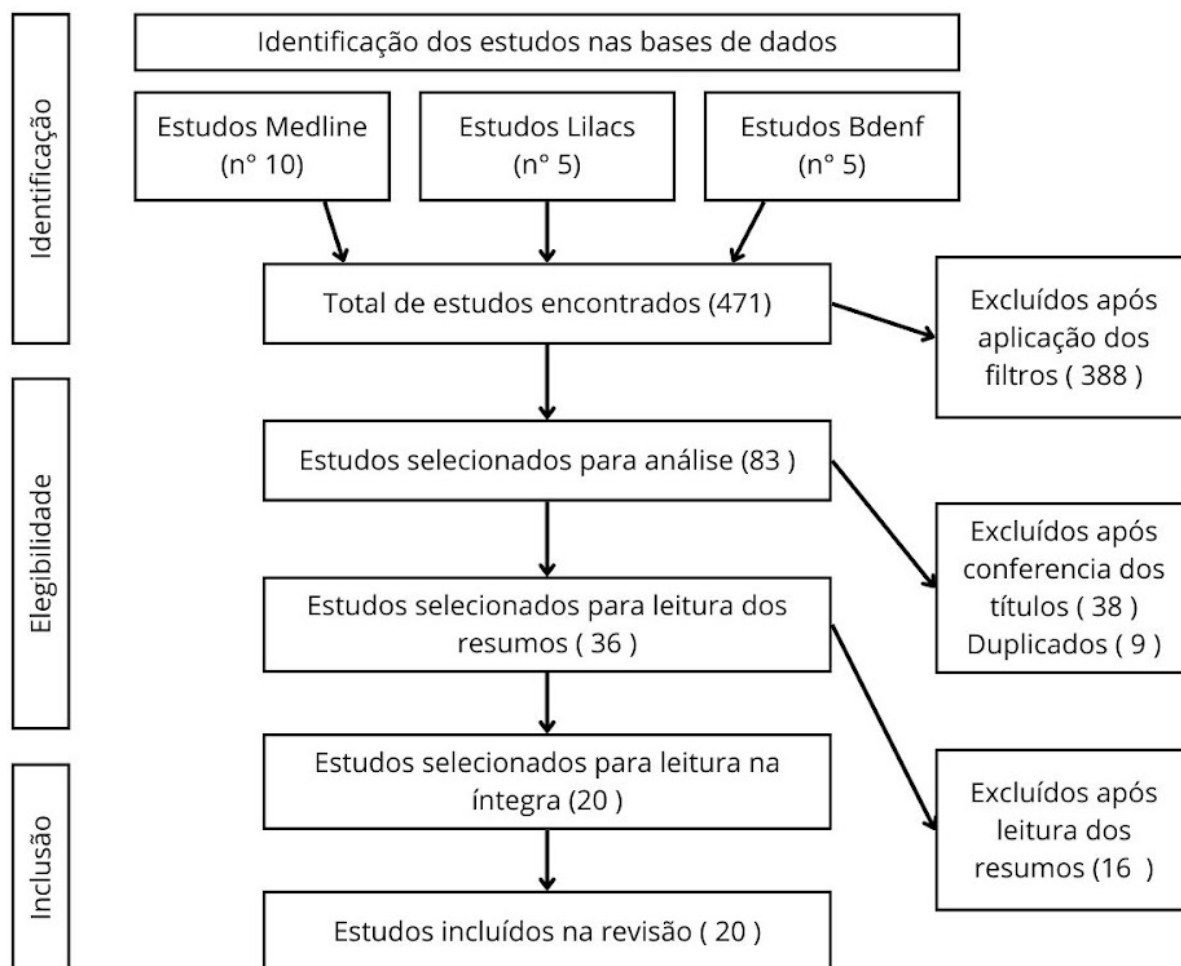 Identificação
Identificação dos estudos nas bases de dados
Estudos Medline
(n° 10)
Estudos Lilacs
(n° 5)
Estudos Bdenf
(n° 5)
Total de estudos encontrados (471)
Excluídos após
aplicação dos
filtros ( 388 )
Elegibilidade
Estudos selecionados para análise (83 )
Excluídos após
conferencia dos
títulos ( 38 )
Duplicados ( 9 )
Estudos selecionados para leitura dos
resumos ( 36 )
Inclusão
Estudos selecionados para leitura na
íntegra (20 )
Excluídos após
leitura dos
resumos (16  )
Estudos incluídos na revisão ( 20 )